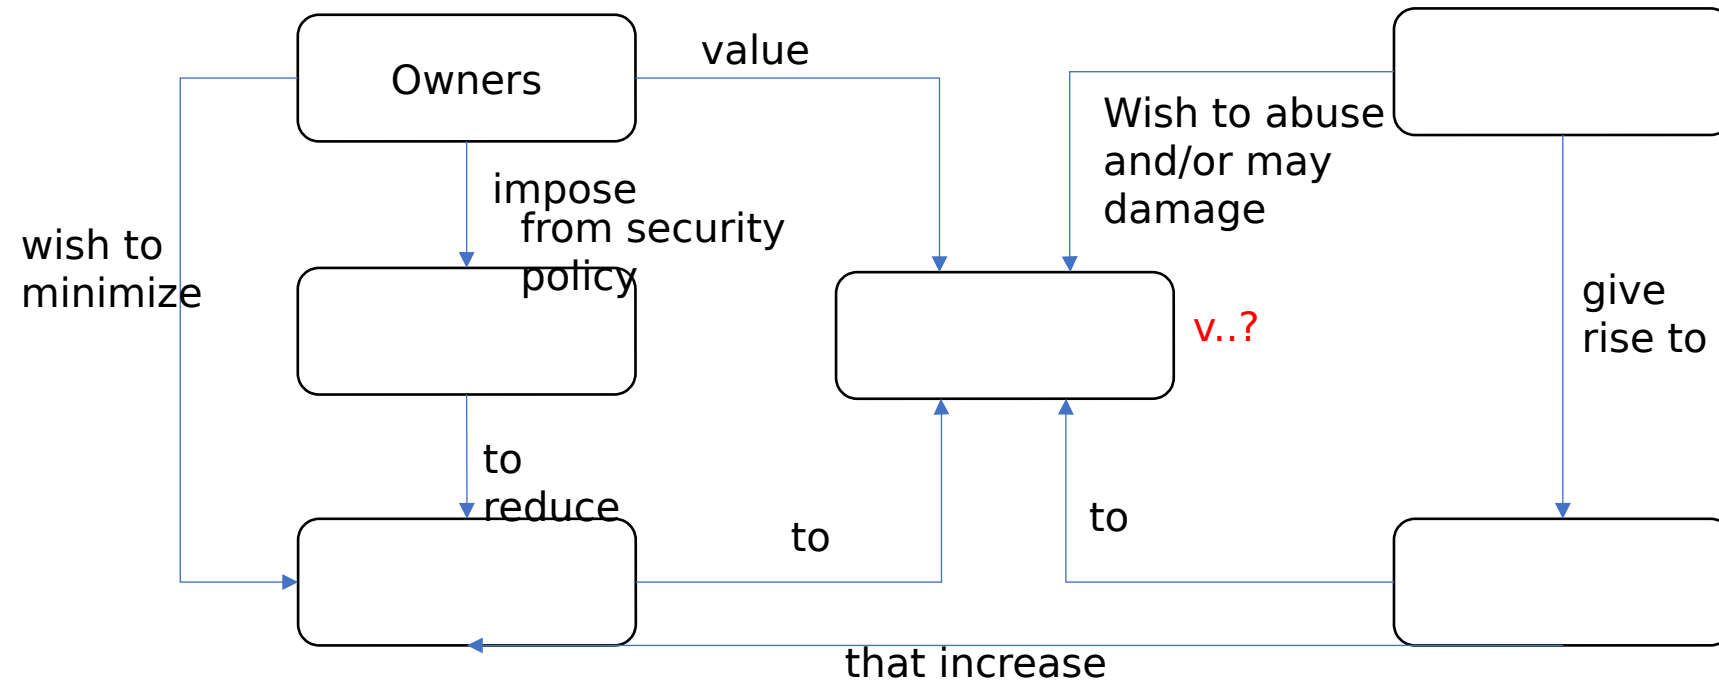 Owners
value
Wish to abuse
and/or may
damage
impose
from security
policy
wish to
minimize
give
rise to
v..?
to
reduce
to
to
that increase